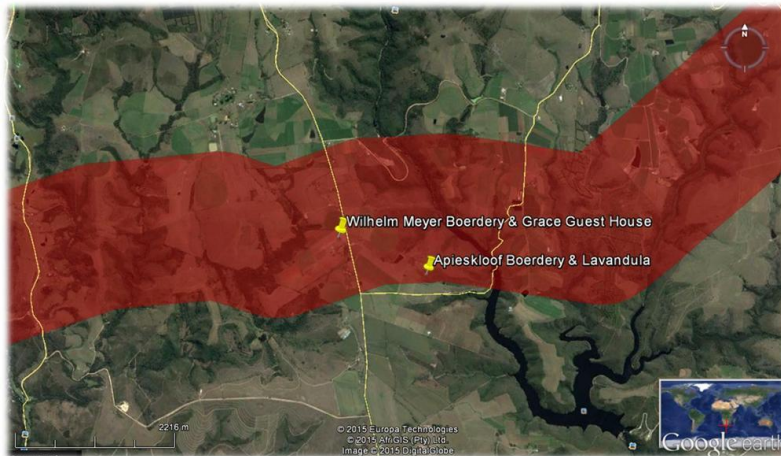 N
Wilhelm Meyer Boerdery & Grace Guest House
Apieskloof Boerdery & Lavandula
2216 m
© 2015 Europa Technologies
© 2015 AfriGIS (Pty) Ltd.
Image © 2015 DigitalGlobe
Google earth